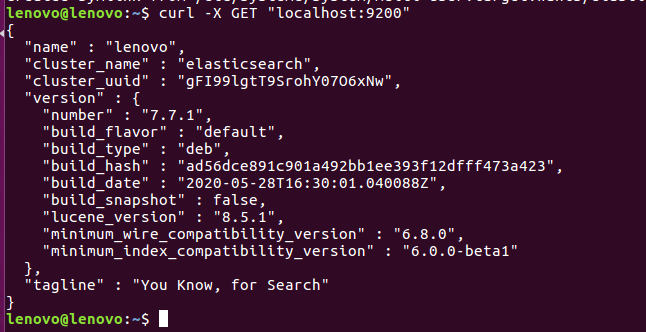 lenovo@lenovo:~$ curl -X GET "localhost:9200"
{
  "name" : "lenovo",
  "cluster_name" : "elasticsearch",
  "cluster_uuid" : "gFI99lgtT9SrohY07O6xNw",
  "version" : {
    "number" : "7.7.1",
    "build_flavor" : "default",
    "build_type" : "deb",
    "build_hash" : "ad56dce891c901a492bb1ee393f12dfff473a423",
    "build_date" : "2020-05-28T16:30:01.040088Z",
    "build_snapshot" : false,
    "lucene_version" : "8.5.1",
    "minimum_wire_compatibility_version" : "6.8.0",
    "minimum_index_compatibility_version" : "6.0.0-beta1"
  },
  "tagline" : "You Know, for Search"
}
lenovo@lenovo:~$